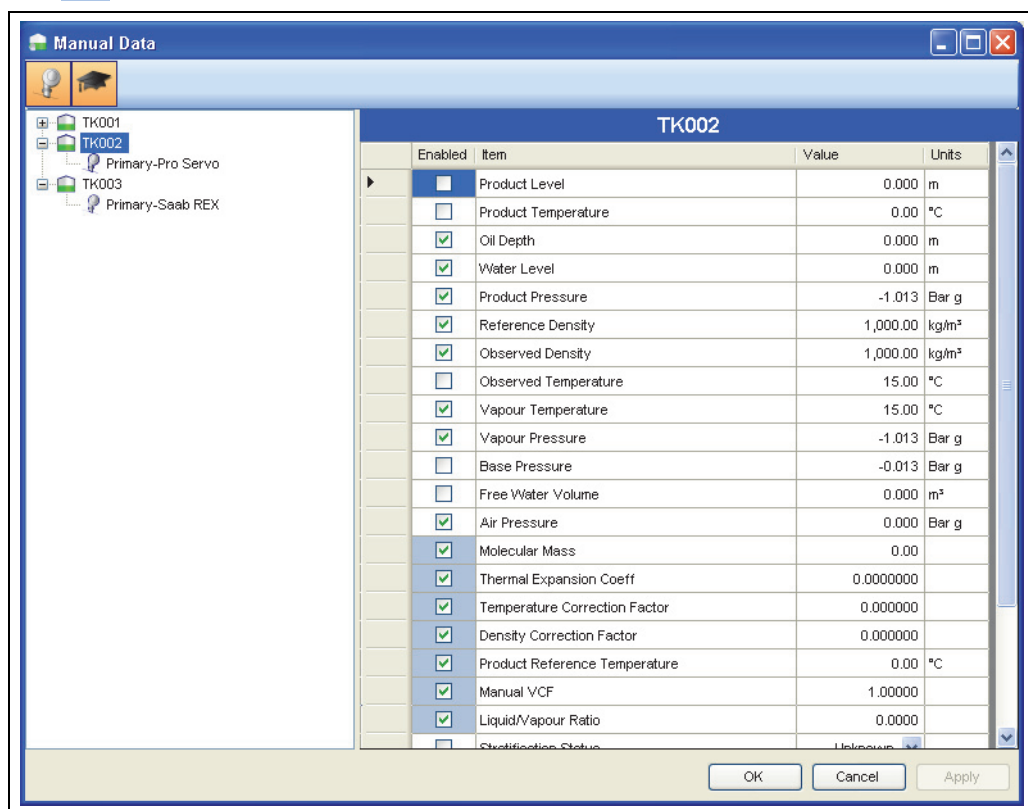 Manual Data
TK001
TK002
Primary-Pro Servo
TK003
Primary-Saab REX
TK002
Enabled Item Value Units
Product Level 0.000 m
Product Temperature 0.00 °C
Oil Depth 0.000 m
Water Level 0.000 m
Product Pressure -1.013 Bar g
Reference Density 1,000.00 kg/m³
Observed Density 1,000.00 kg/m³
Observed Temperature 15.00 °C
Vapour Temperature 15.00 °C
Vapour Pressure -1.013 Bar g
Base Pressure -0.013 Bar g
Free Water Volume 0.000 m³
Air Pressure 0.000 Bar g
Molecular Mass 0.00
Thermal Expansion Coeff 0.0000000
Temperature Correction Factor 0.000000
Density Correction Factor 0.000000
Product Reference Temperature 0.00 °C
Manual VCF 1.00000
Liquid/Vapour Ratio 0.0000
Stratification Status Unknown
OK Cancel Apply